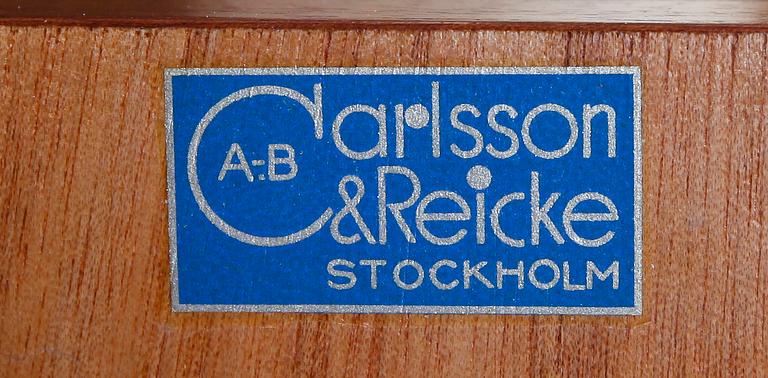 A-:B Carlsson
& Reicke
STOCKHOLM